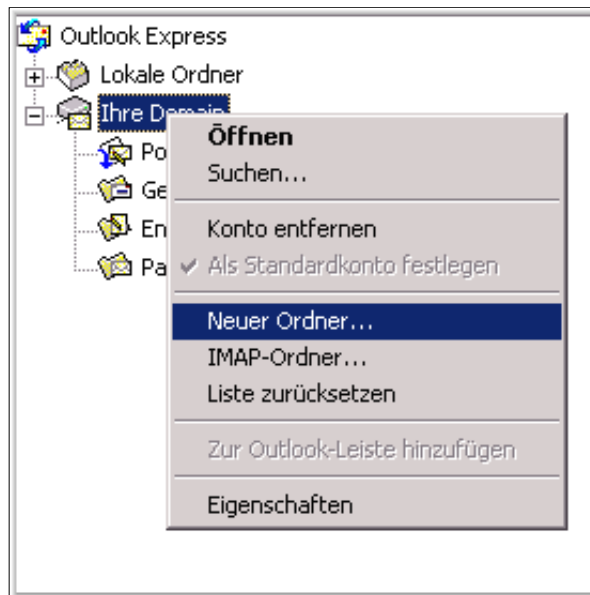 Outlook Express
Lokale Ordner
Ihre Domain
Po
Ge
En
Pa
Öffnen
Suchen...
Konto entfernen
Als Standardkonto festlegen
Neuer Ordner...
IMAP-Ordner...
Liste zurücksetzen
Zur Outlook-Leiste hinzufügen
Eigenschaften